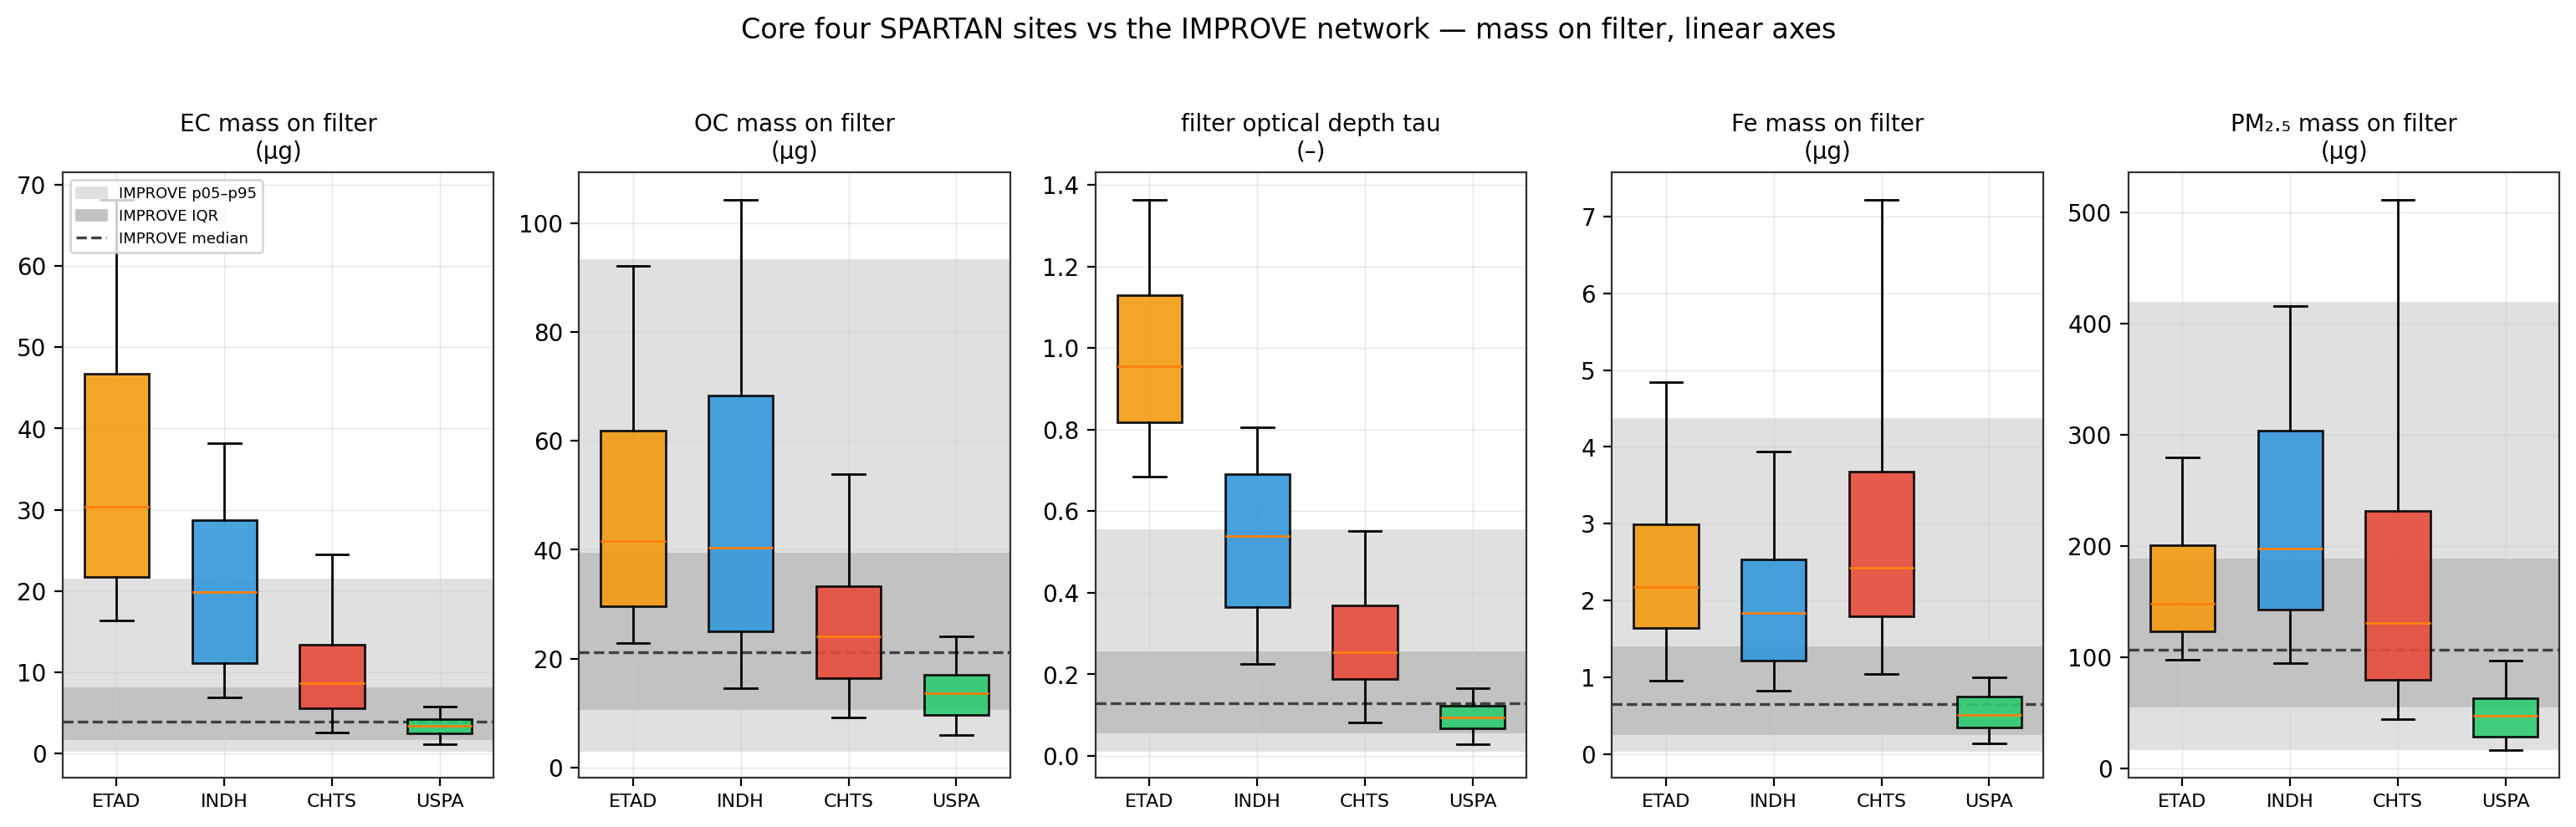 Core four SPARTAN sites vs the IMPROVE network — mass on filter, linear axes
EC mass on filter
(µg)
70
60
50
40
30
20
10
0
IMPROVE p05–p95
IMPROVE IQR
IMPROVE median
ETAD INDH CHTS USPA
OC mass on filter
(µg)
100
80
60
40
20
0
ETAD INDH CHTS USPA
filter optical depth tau
(–)
1.4
1.2
1.0
0.8
0.6
0.4
0.2
0.0
ETAD INDH CHTS USPA
Fe mass on filter
(µg)
7
6
5
4
3
2
1
0
ETAD INDH CHTS USPA
PM₂.₅ mass on filter
(µg)
500
400
300
200
100
0
ETAD INDH CHTS USPA